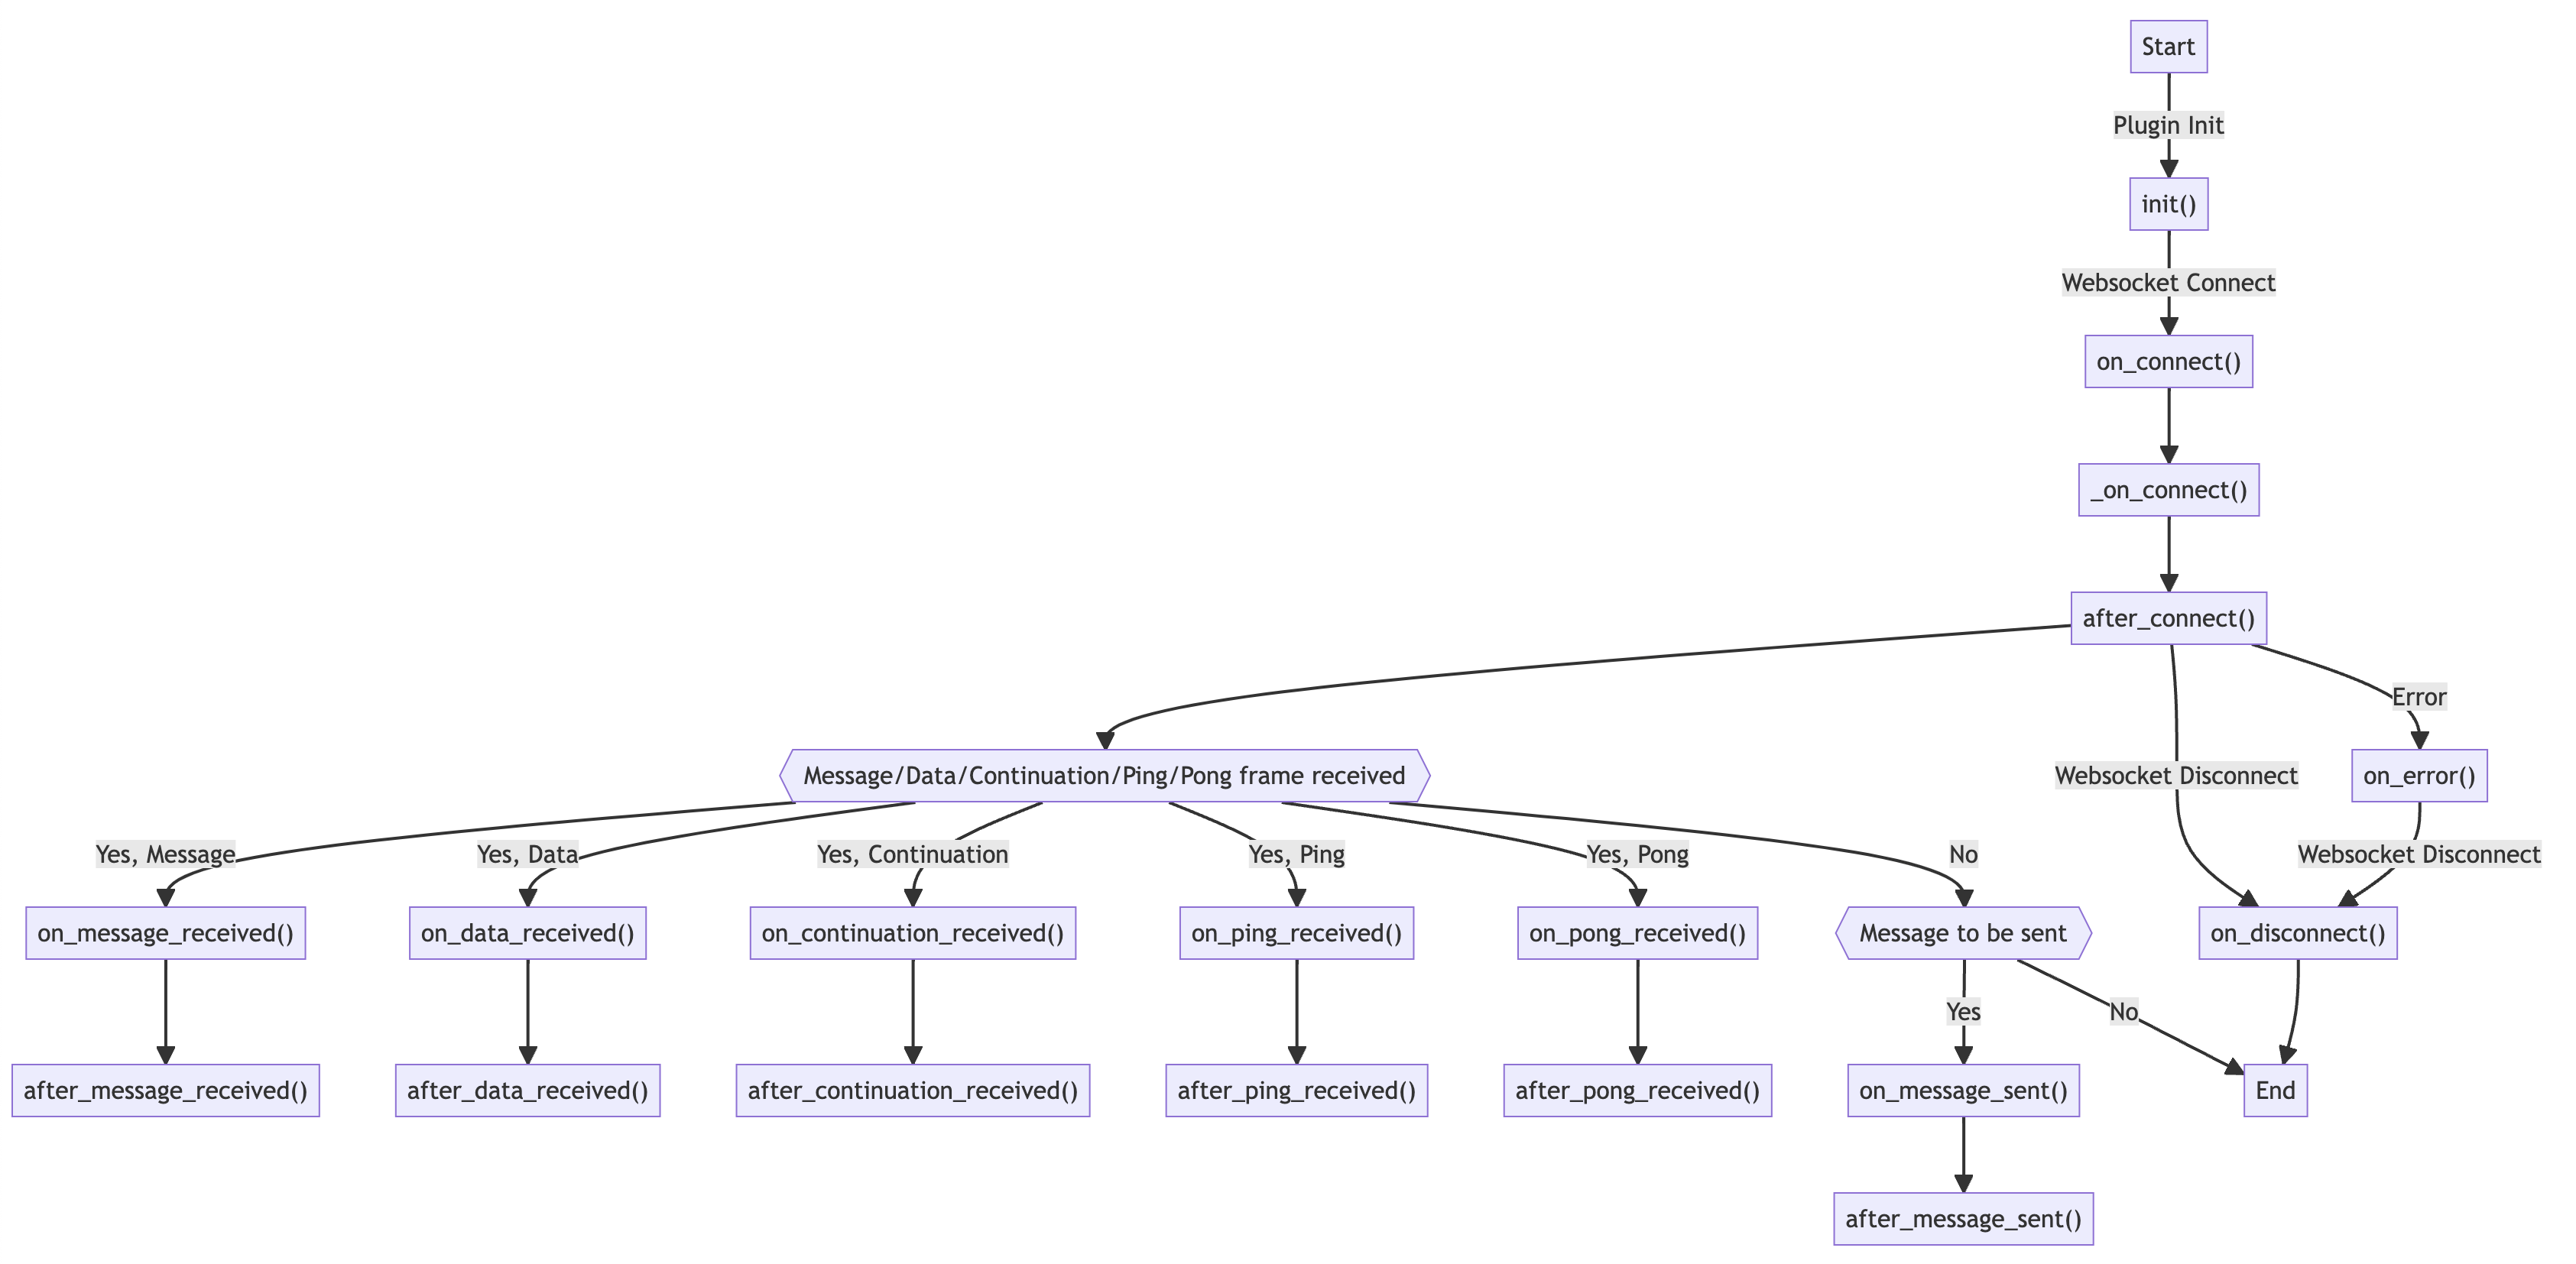 Start
Plugin Init
init()
Websocket Connect
on_connect()
_on_connect()
after_connect()
Error
Message/Data/Continuation/Ping/Pong frame received
Websocket Disconnect
on_error()
Yes, Message
Yes, Data
Yes, Continuation
Yes, Ping
Yes, Pong
No
Websocket Disconnect
on_message_received()
on_data_received()
on_continuation_received()
on_ping_received()
on_pong_received()
Message to be sent
on_disconnect()
Yes
No
after_message_received()
after_data_received()
after_continuation_received()
after_ping_received()
after_pong_received()
on_message_sent()
End
after_message_sent()